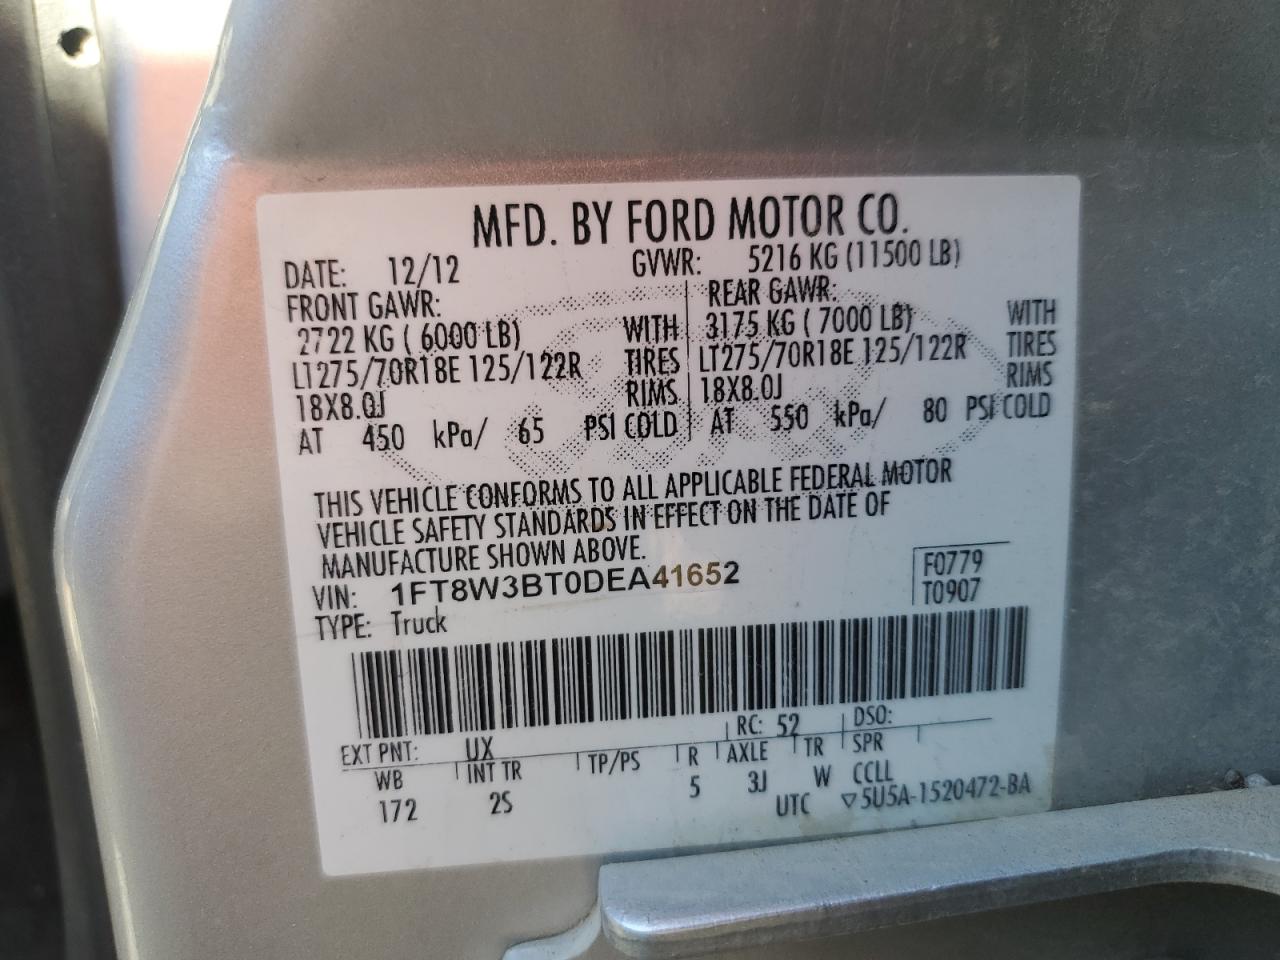 MFD. BY FORD MOTOR CO.
DATE: 12/12 GVWR: 5216 KG (11500 LB)
FRONT GAWR: REAR GAWR:
2722 KG ( 6000 LB) WITH 3175 KG ( 7000 LB) WITH
LT275/70R18E 125/122R TIRES LT275/70R18E 125/122R TIRES
18X8.0J RIMS 18X8.0J RIMS
AT 450 kPa/ 65 PSI COLD AT 550 kPa/ 80 PSI COLD
THIS VEHICLE CONFORMS TO ALL APPLICABLE FEDERAL MOTOR
VEHICLE SAFETY STANDARDS IN EFFECT ON THE DATE OF
MANUFACTURE SHOWN ABOVE.
VIN: 1FT8W3BT0DEA41652 F0779
TYPE: Truck T0907
EXT PNT: UX RC: 52 DSO:
WB INT TR TP/PS R AXLE TR SPR
172 2S 5 3J W CCLL
UTC ▽5U5A-1520472-BA